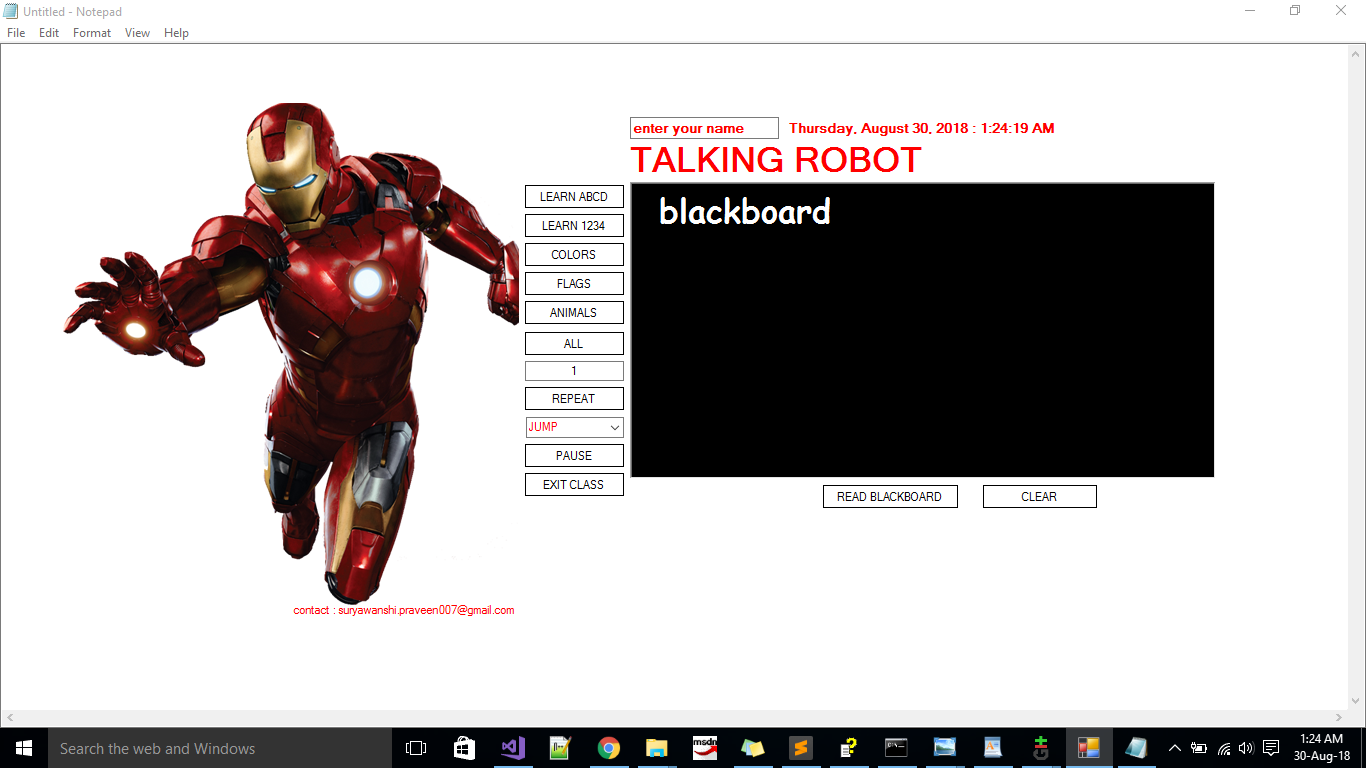 Untitled - Notepad
File Edit Format View Help
enter your name
Thursday, August 30, 2018 : 1:24:19 AM
TALKING ROBOT
LEARN ABCD
LEARN 1234
COLORS
FLAGS
ANIMALS
ALL
1
REPEAT
JUMP
PAUSE
EXIT CLASS
blackboard
READ BLACKBOARD
CLEAR
contact : suryawanshi.praveen007@gmail.com
Search the web and Windows
msdn
1:24 AM
30-Aug-18